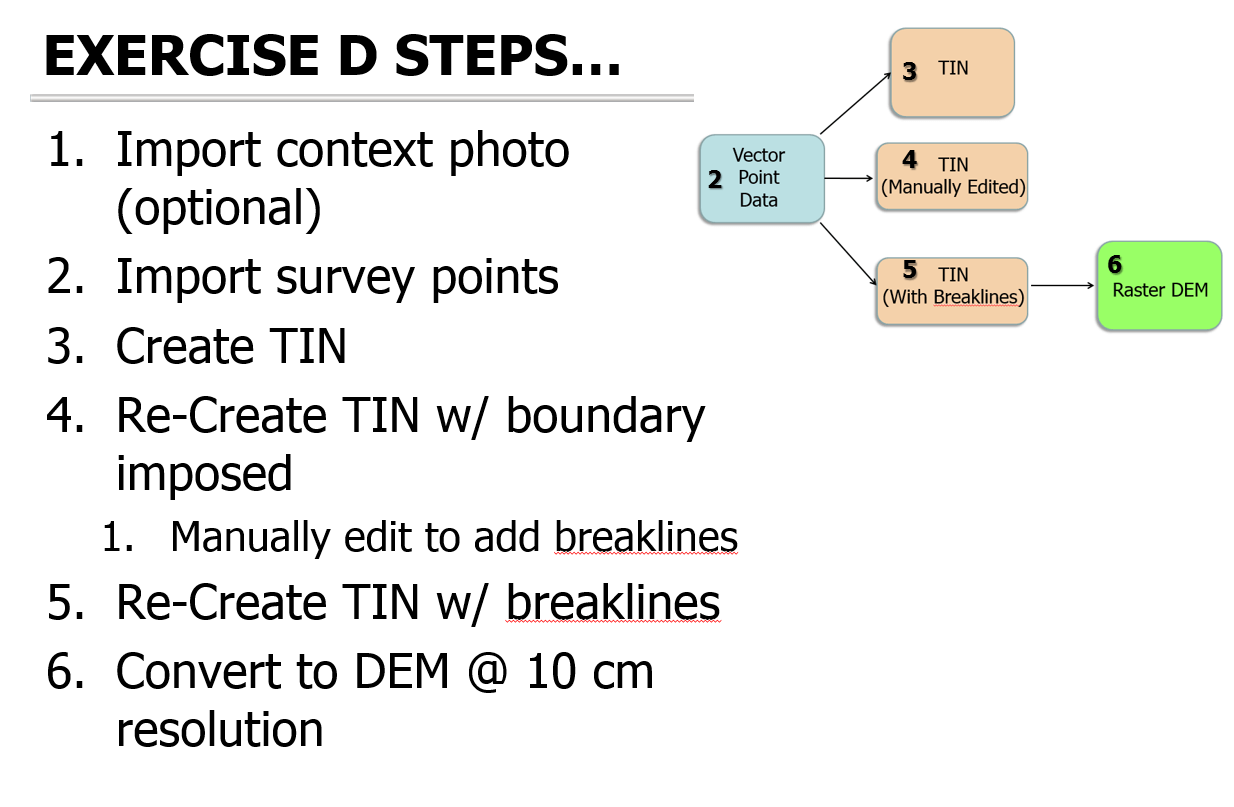 EXERCISE D STEPS...
1. Import context photo
(optional)
2. Import survey points
3. Create TIN
4. Re-Create TIN w/ boundary
imposed
1. Manually edit to add breaklines
5. Re-Create TIN w/ breaklines
6. Convert to DEM @ 10 cm
resolution
Vector
2 Point
Data
3 TIN
4 TIN
(Manually Edited)
5 TIN
(With Breaklines)
6
Raster DEM